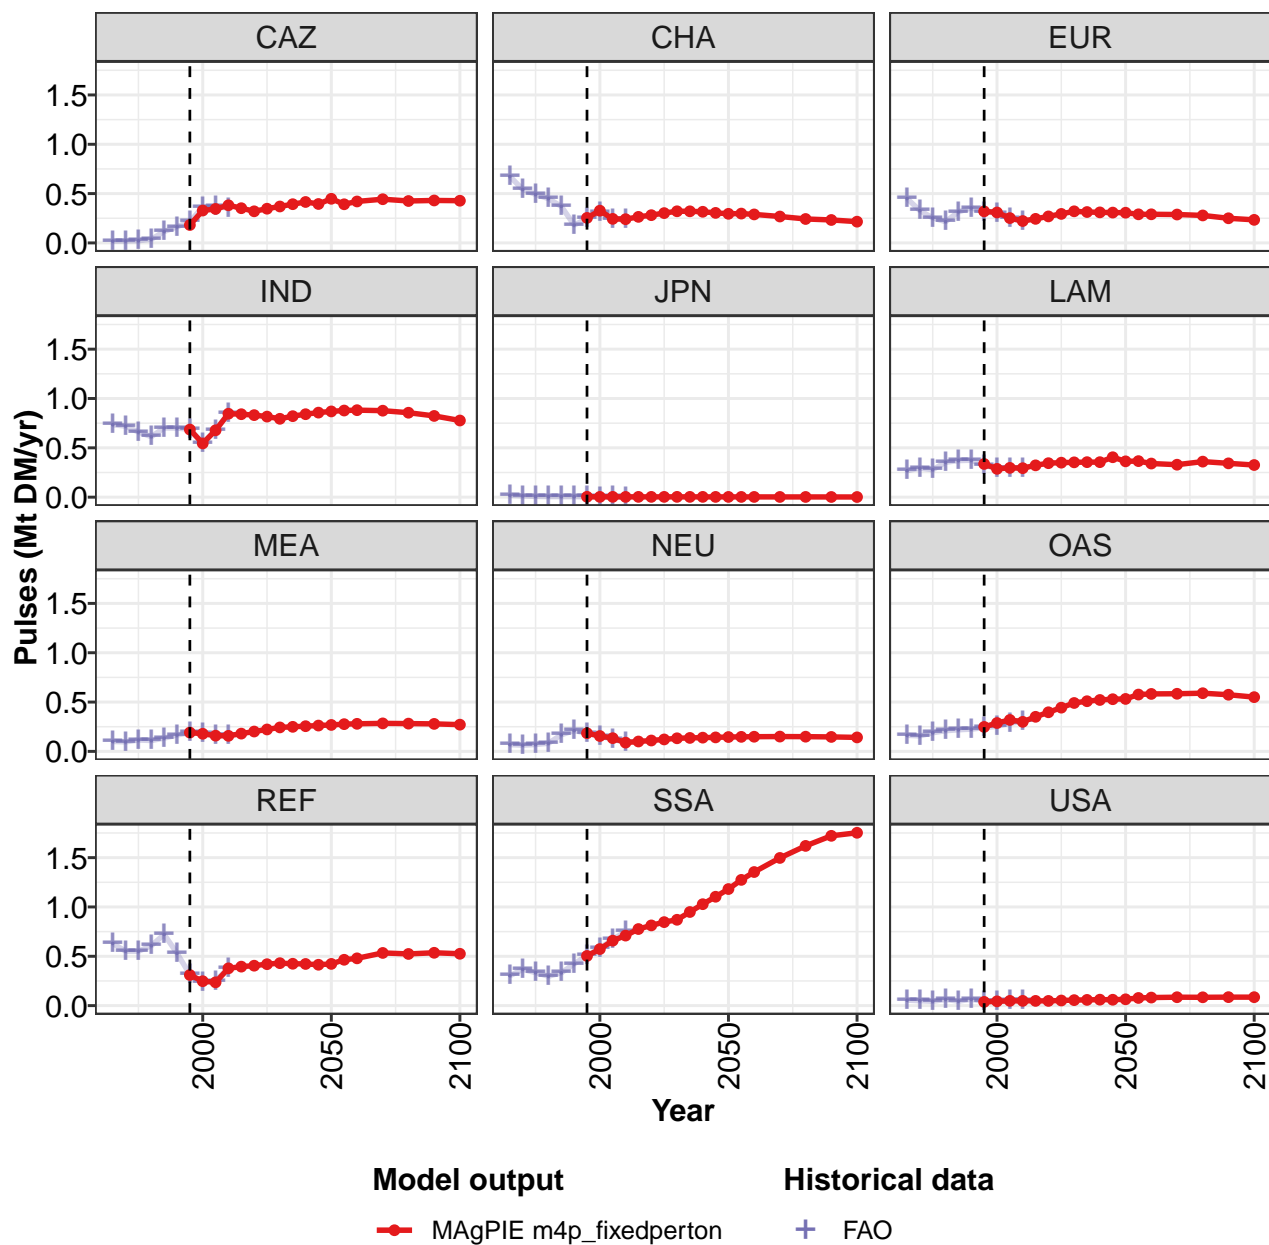 CAZ CHA EUR
1.5
1.0
0.5
0.0
IND JPN LAM
1.5
1.0
0.5
0.0
MEA NEU OAS
1.5
1.0
0.5
0.0
REF SSA USA
1.5
1.0
0.5
0.0
Pulses (Mt DM/yr)
2000 2050 2100 2000 2050 2100 2000 2050 2100
Year
Model output Historical data
MAgPIE m4p_fixedperton FAO